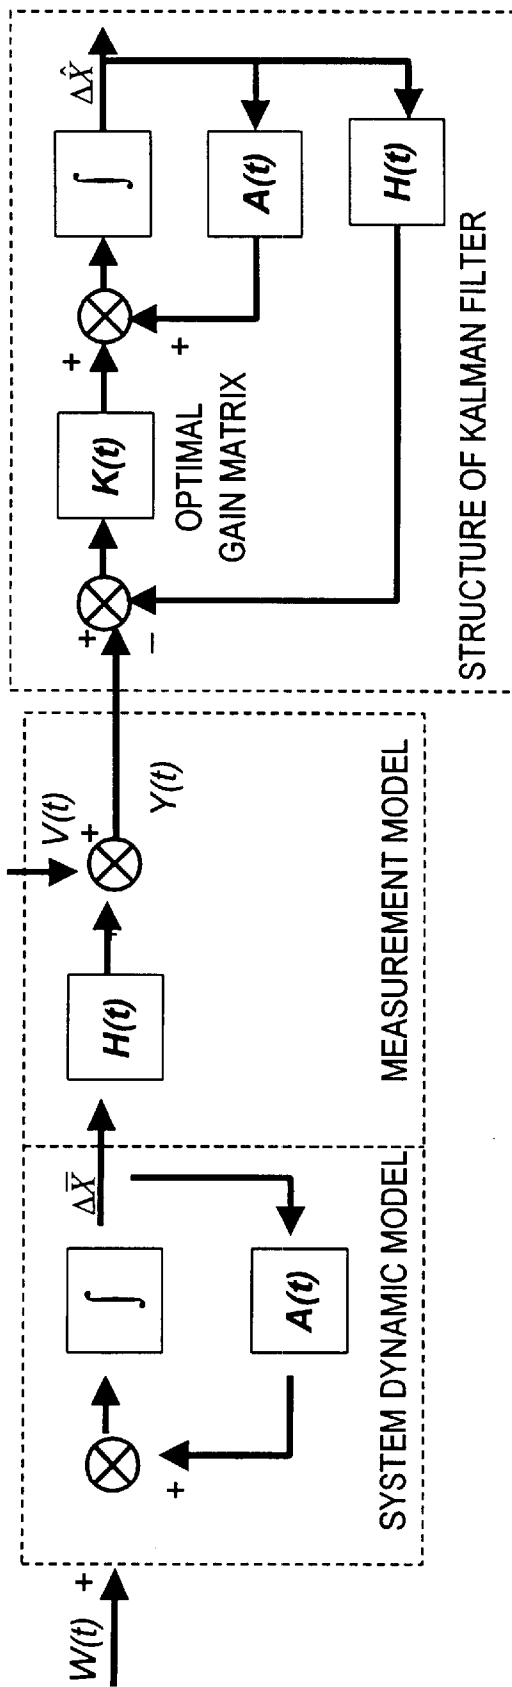 W(t)
+
+
∫
ΔX̅
A(t)
SYSTEM DYNAMIC MODEL
H(t)
+
V(t)
+
Y(t)
MEASUREMENT MODEL
+
−
K(t)
OPTIMAL
GAIN MATRIX
+
+
∫
ΔX̂
A(t)
H(t)
STRUCTURE OF KALMAN FILTER